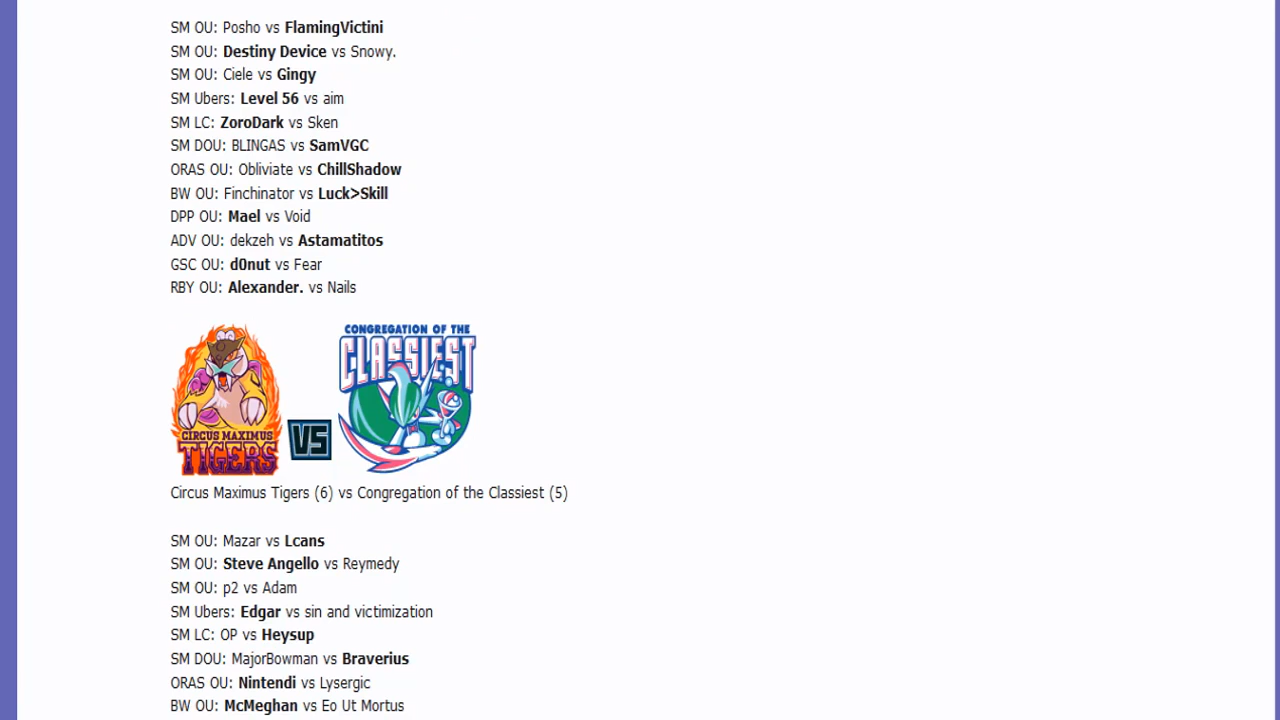 SM OU: Posho vs FlamingVictini
SM OU: Destiny Device vs Snowy.
SM OU: Ciele vs Gingy
SM Ubers: Level 56 vs aim
SM LC: ZoroDark vs Sken
SM DOU: BLINGAS vs SamVGC
ORAS OU: Obliviate vs ChillShadow
BW OU: Finchinator vs Luck>Skill
DPP OU: Mael vs Void
ADV OU: dekzeh vs Astamatitos
GSC OU: d0nut vs Fear
RBY OU: Alexander. vs Nails
CIRCUS MAXIMUS
TIGERS
VS
CONGREGATION OF THE
CLASSIEST
Circus Maximus Tigers (6) vs Congregation of the Classiest (5)
SM OU: Mazar vs Lcans
SM OU: Steve Angello vs Reymedy
SM OU: p2 vs Adam
SM Ubers: Edgar vs sin and victimization
SM LC: OP vs Heysup
SM DOU: MajorBowman vs Braverius
ORAS OU: Nintendi vs Lysergic
BW OU: McMeghan vs Eo Ut Mortus